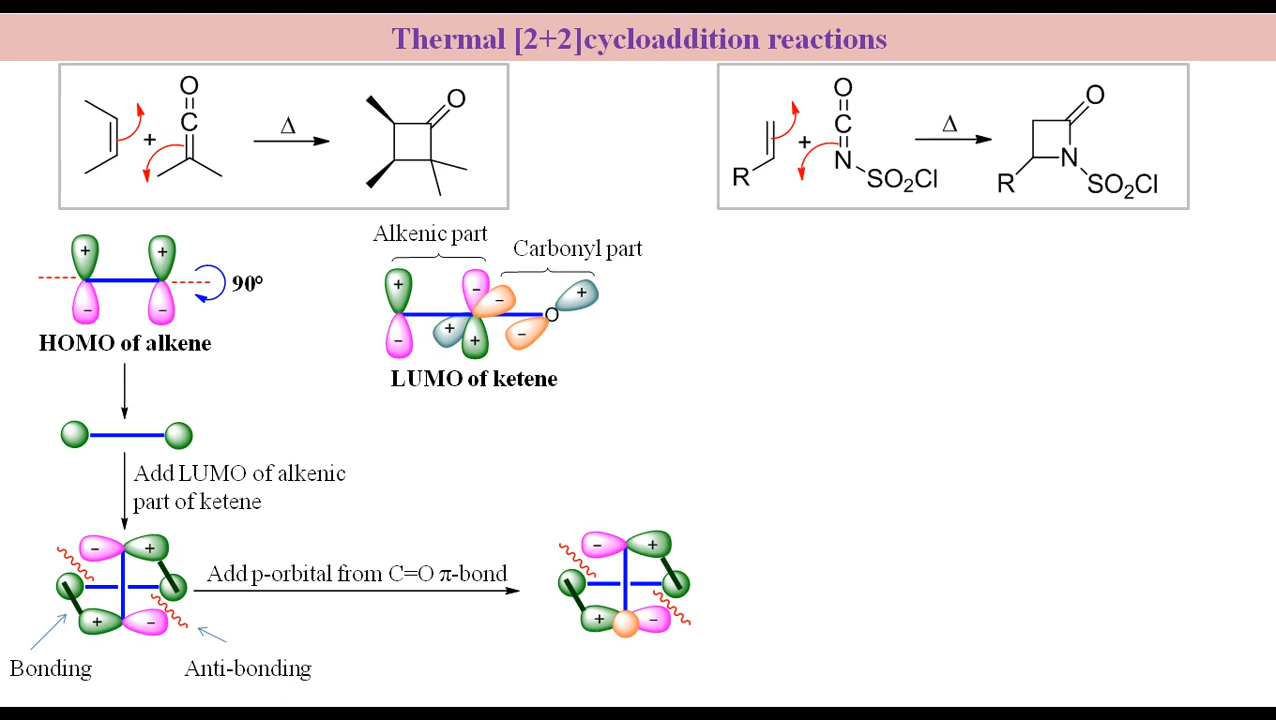 Thermal [2+2]cycloaddition reactions
O
C
+
Δ
O
O
C
N
SO2Cl
R
+
Δ
O
N
SO2Cl
R
Alkenic part
Carbonyl part
+ +
− −
90°
HOMO of alkene
+ − − +
− + + −
O
LUMO of ketene
Add LUMO of alkenic
part of ketene
− +
+ −
Add p-orbital from C=O π-bond
− +
+ −
Bonding
Anti-bonding